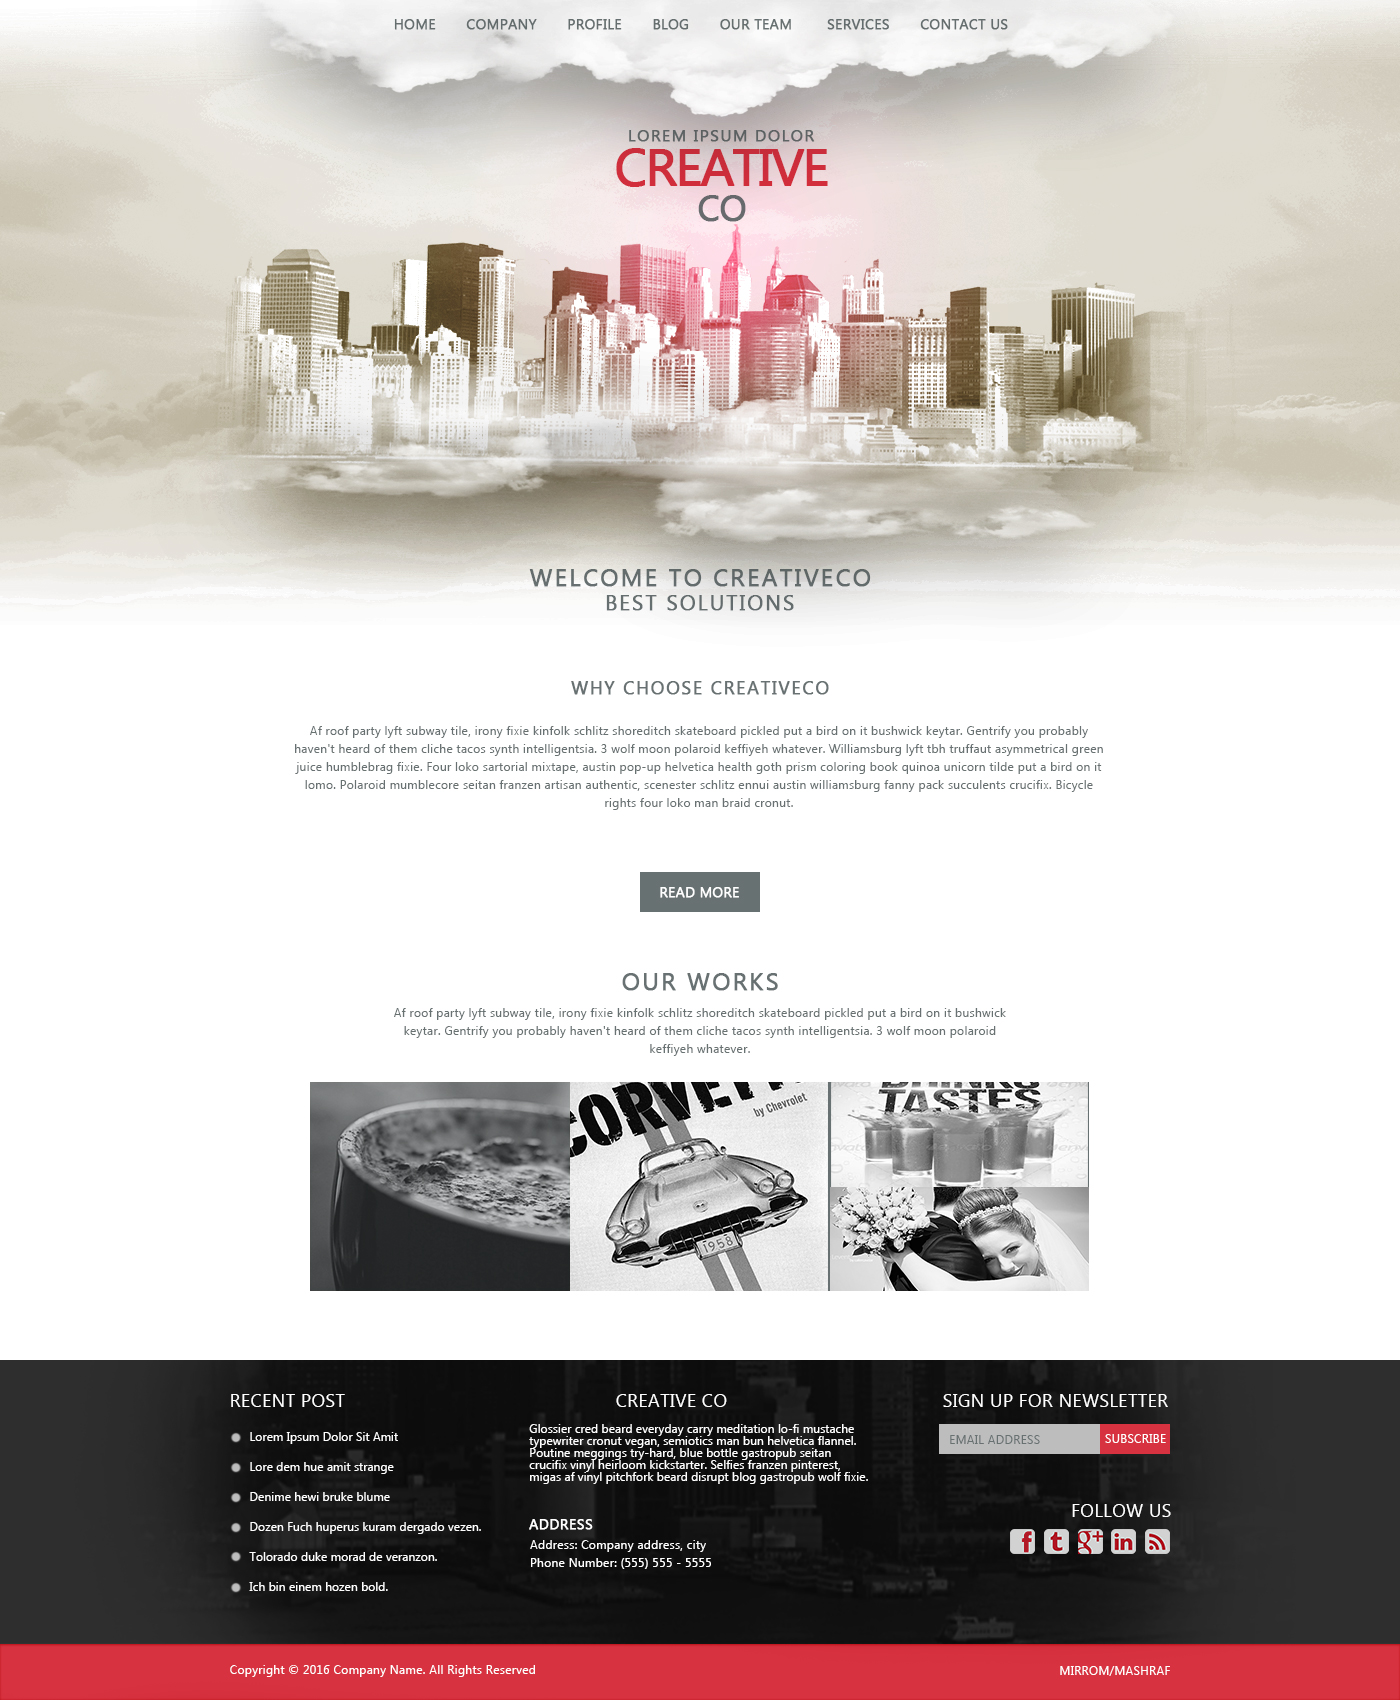 HOME COMPANY PROFILE BLOG OUR TEAM SERVICES CONTACT US
LOREM IPSUM DOLOR
CREATIVE
CO
WELCOME TO CREATIVECO
BEST SOLUTIONS
WHY CHOOSE CREATIVECO
Af roof party lyft subway tile, irony fixie kinfolk schlitz shoreditch skateboard pickled put a bird on it bushwick keytar. Gentrify you probably
haven't heard of them cliche tacos synth intelligentsia. 3 wolf moon polaroid keffiyeh whatever. Williamsburg lyft tbh truffaut asymmetrical green
juice humblebrag fixie. Four loko sartorial mixtape, austin pop-up helvetica health goth prism coloring book quinoa unicorn tilde put a bird on it
lomo. Polaroid mumblecore seitan franzen artisan authentic, scenester schlitz ennui austin williamsburg fanny pack succulents crucifix. Bicycle
rights four loko man braid cronut.
READ MORE
OUR WORKS
Af roof party lyft subway tile, irony fixie kinfolk schlitz shoreditch skateboard pickled put a bird on it bushwick
keytar. Gentrify you probably haven't heard of them cliche tacos synth intelligentsia. 3 wolf moon polaroid
keffiyeh whatever.
by Chevrolet
1958
TASTES
RECENT POST
Lorem Ipsum Dolor Sit Amit
Lore dem hue amit strange
Denime hewi bruke blume
Dozen Fuch huperus kuram dergado vezen.
Tolorado duke morad de veranzon.
Ich bin einem hozen bold.
CREATIVE CO
Glossier cred beard everyday carry meditation lo-fi mustache
typewriter cronut vegan, semiotics man bun helvetica flannel.
Poutine meggings try-hard, blue bottle gastropub seitan
crucifix vinyl heirloom kickstarter. Selfies franzen pinterest,
migas af vinyl pitchfork beard disrupt blog gastropub wolf fixie.
ADDRESS
Address: Company address, city
Phone Number: (555) 555 - 5555
SIGN UP FOR NEWSLETTER
EMAIL ADDRESS SUBSCRIBE
FOLLOW US
f t g+ in
Copyright © 2016 Company Name. All Rights Reserved
MIRROM/MASHRAF